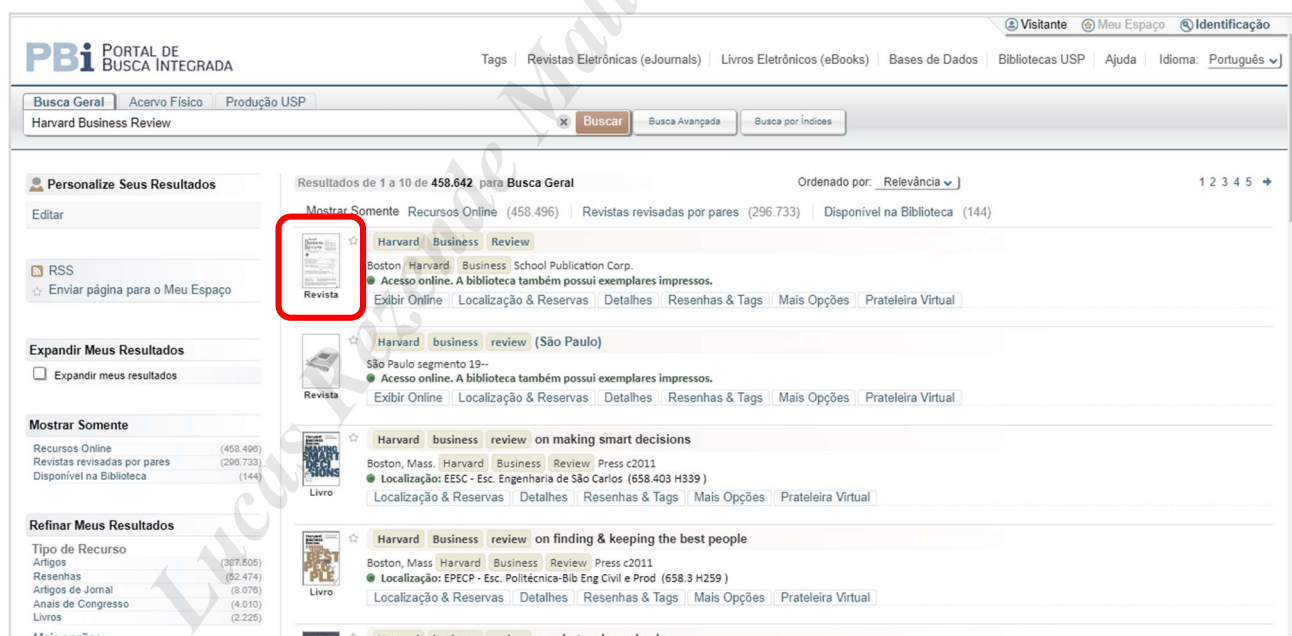 Visitante Meu Espaço Identificação
PBi PORTAL DE BUSCA INTEGRADA
Tags Revistas Eletrônicas (eJournals) Livros Eletrônicos (eBooks) Bases de Dados Bibliotecas USP Ajuda Idioma: Português
Busca Geral Acervo Físico Produção USP
Harvard Business Review Buscar Busca Avançada Busca por Índices
Personalize Seus Resultados
Editar
RSS
Enviar página para o Meu Espaço
Expandir Meus Resultados
Expandir meus resultados
Mostrar Somente
Recursos Online (458.496)
Revistas revisadas por pares (296.733)
Disponível na Biblioteca (144)
Refinar Meus Resultados
Tipo de Recurso
Artigos (387.505)
Resenhas (52.474)
Artigos de Jornal (8.076)
Anais de Congresso (4.010)
Livros (2.225)
Resultados de 1 a 10 de 458.642 para Busca Geral Ordenado por: Relevância 1 2 3 4 5
Mostrar Somente Recursos Online (458.496) Revistas revisadas por pares (296.733) Disponível na Biblioteca (144)
Harvard Business Review
Boston Harvard Business School Publication Corp.
Acesso online. A biblioteca também possui exemplares impressos.
Revista
Exibir Online Localização & Reservas Detalhes Resenhas & Tags Mais Opções Prateleira Virtual
Harvard business review (São Paulo)
São Paulo segmento 19--
Acesso online. A biblioteca também possui exemplares impressos.
Revista
Exibir Online Localização & Reservas Detalhes Resenhas & Tags Mais Opções Prateleira Virtual
Harvard business review on making smart decisions
MAKING
SMART
DECI
SIONS
Boston, Mass. Harvard Business Review Press c2011
Localização: EESC - Esc. Engenharia de São Carlos (658.403 H339 )
Livro
Localização & Reservas Detalhes Resenhas & Tags Mais Opções Prateleira Virtual
Harvard Business review on finding & keeping the best people
BEST
PEO
PLE
Boston, Mass Harvard Business Review Press c2011
Localização: EPECP - Esc. Politécnica-Bib Eng Civil e Prod (658.3 H259 )
Livro
Localização & Reservas Detalhes Resenhas & Tags Mais Opções Prateleira Virtual
Lucas Rezende